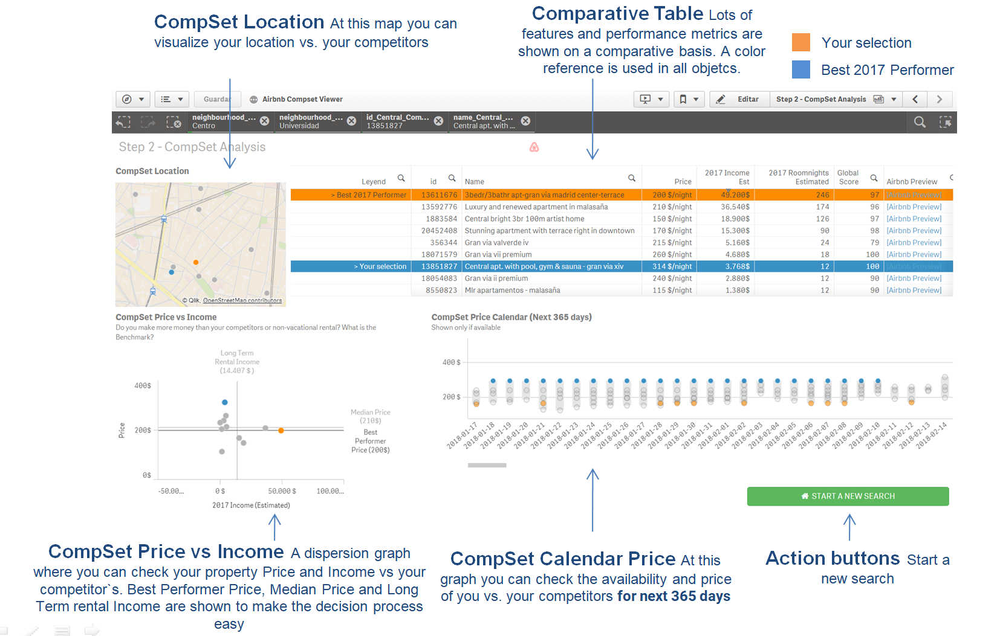 CompSet Location At this map you can
visualize your location vs. your competitors
Comparative Table Lots of
features and performance metrics are
shown on a comparative basis. A color
reference is used in all objetcs.
Your selection
Best 2017 Performer
Guardar
Airbnb Compset Viewer
Editar
Step 2 - CompSet Analysis
neighbourhood_...
Centro
neighbourhood_...
Universidad
id_Central_Com...
13851827
name_Central_...
Central apt. with ...
Step 2 - CompSet Analysis
CompSet Location
© Qlik, OpenStreetMap contributors
Leyend id Name Price 2017 Income Est 2017 Roomnights Estimated Global Score Airbnb Preview
> Best 2017 Performer 13611676 3bedr/3bathr apt-gran via madrid center-terrace 200 $/night 49.200$ 246 97 [Airbnb Preview]
13592776 Luxury and renewed apartment in malasaña 210 $/night 36.540$ 174 96 [Airbnb Preview]
1883584 Central bright 3br 100m artist home 150 $/night 18.900$ 126 97 [Airbnb Preview]
20452408 Stunning apartment with terrace right in downtown 170 $/night 15.300$ 90 98 [Airbnb Preview]
356344 Gran via valverde iv 215 $/night 5.160$ 24 79 [Airbnb Preview]
18071579 Gran via vii premium 260 $/night 4.680$ 18 100 [Airbnb Preview]
> Your selection 13851827 Central apt. with pool, gym & sauna - gran via xiv 314 $/night 3.768$ 12 100 [Airbnb Preview]
18054083 Gran via ii premium 240 $/night 2.880$ 12 90 [Airbnb Preview]
8550823 Mlr apartamentos - malasaña 115 $/night 1.380$ 12 90 [Airbnb Preview]
CompSet Price vs Income
Do you make more money than your competitors or non-vacational rental? What is the
Benchmark?
Long Term
Rental Income
(14.407 $)
400$
200$
0$
Price
Median Price
(210$)
Best
Performer
Price (200$)
-50.00...
0 $
50.000 $
100.00...
2017 Income (Estimated)
CompSet Price Calendar (Next 365 days)
Shown only if available
400 $
200 $
2018-01-17
2018-01-18
2018-01-19
2018-01-20
2018-01-21
2018-01-22
2018-01-23
2018-01-24
2018-01-25
2018-01-26
2018-01-27
2018-01-28
2018-01-29
2018-01-30
2018-01-31
2018-02-01
2018-02-02
2018-02-03
2018-02-04
2018-02-05
2018-02-06
2018-02-07
2018-02-08
2018-02-09
2018-02-10
2018-02-11
2018-02-12
2018-02-13
2018-02-14
START A NEW SEARCH
CompSet Price vs Income A dispersion graph
where you can check your property Price and Income vs your
competitor`s. Best Performer Price, Median Price and Long
Term rental Income are shown to make the decision process
easy
CompSet Calendar Price At this
graph you can check the availability and price
of you vs. your competitors for next 365 days
Action buttons Start a
new search